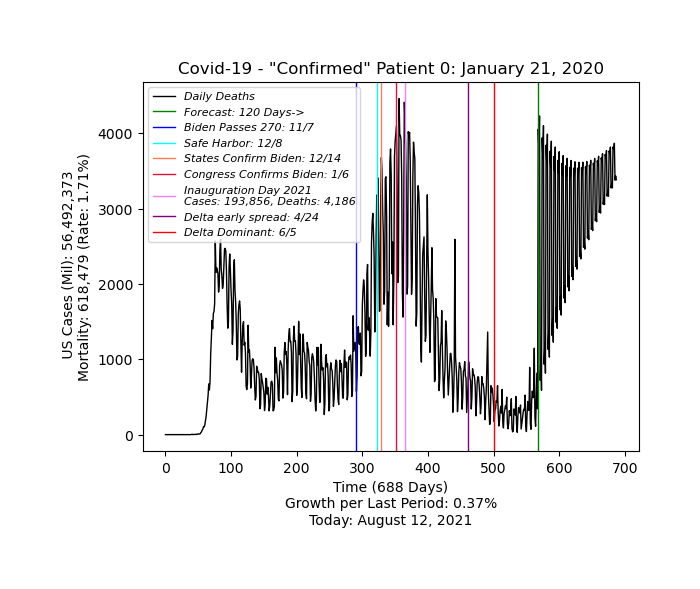 Covid-19 - "Confirmed" Patient 0: January 21, 2020
Daily Deaths
Forecast: 120 Days->
Biden Passes 270: 11/7
Safe Harbor: 12/8
States Confirm Biden: 12/14
Congress Confirms Biden: 1/6
Inauguration Day 2021
Cases: 193,856, Deaths: 4,186
Delta early spread: 4/24
Delta Dominant: 6/5
US Cases (Mil): 56,492,373
Mortality: 618,479 (Rate: 1.71%)
4000
3000
2000
1000
0
0 100 200 300 400 500 600 700
Time (688 Days)
Growth per Last Period: 0.37%
Today: August 12, 2021